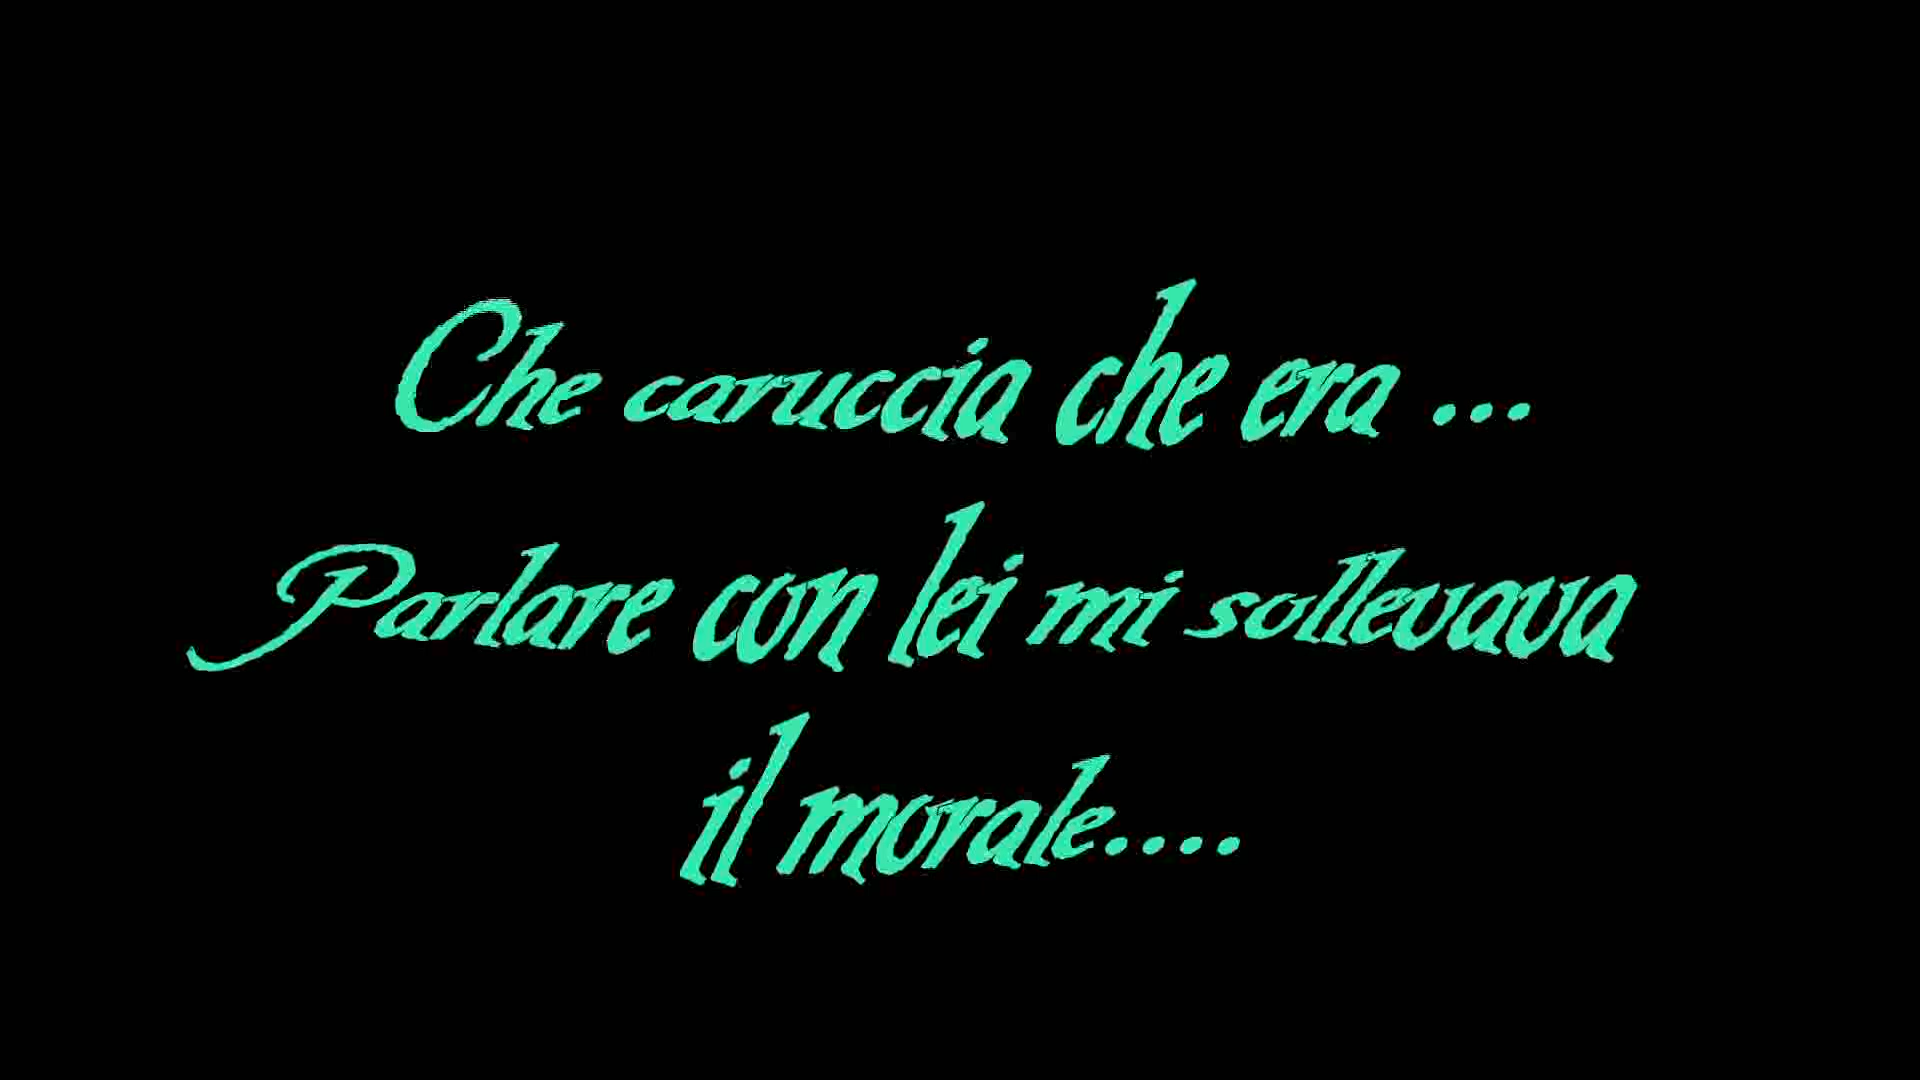 Che caruccia che era ...
Parlare con lei mi sollevava
il morale....